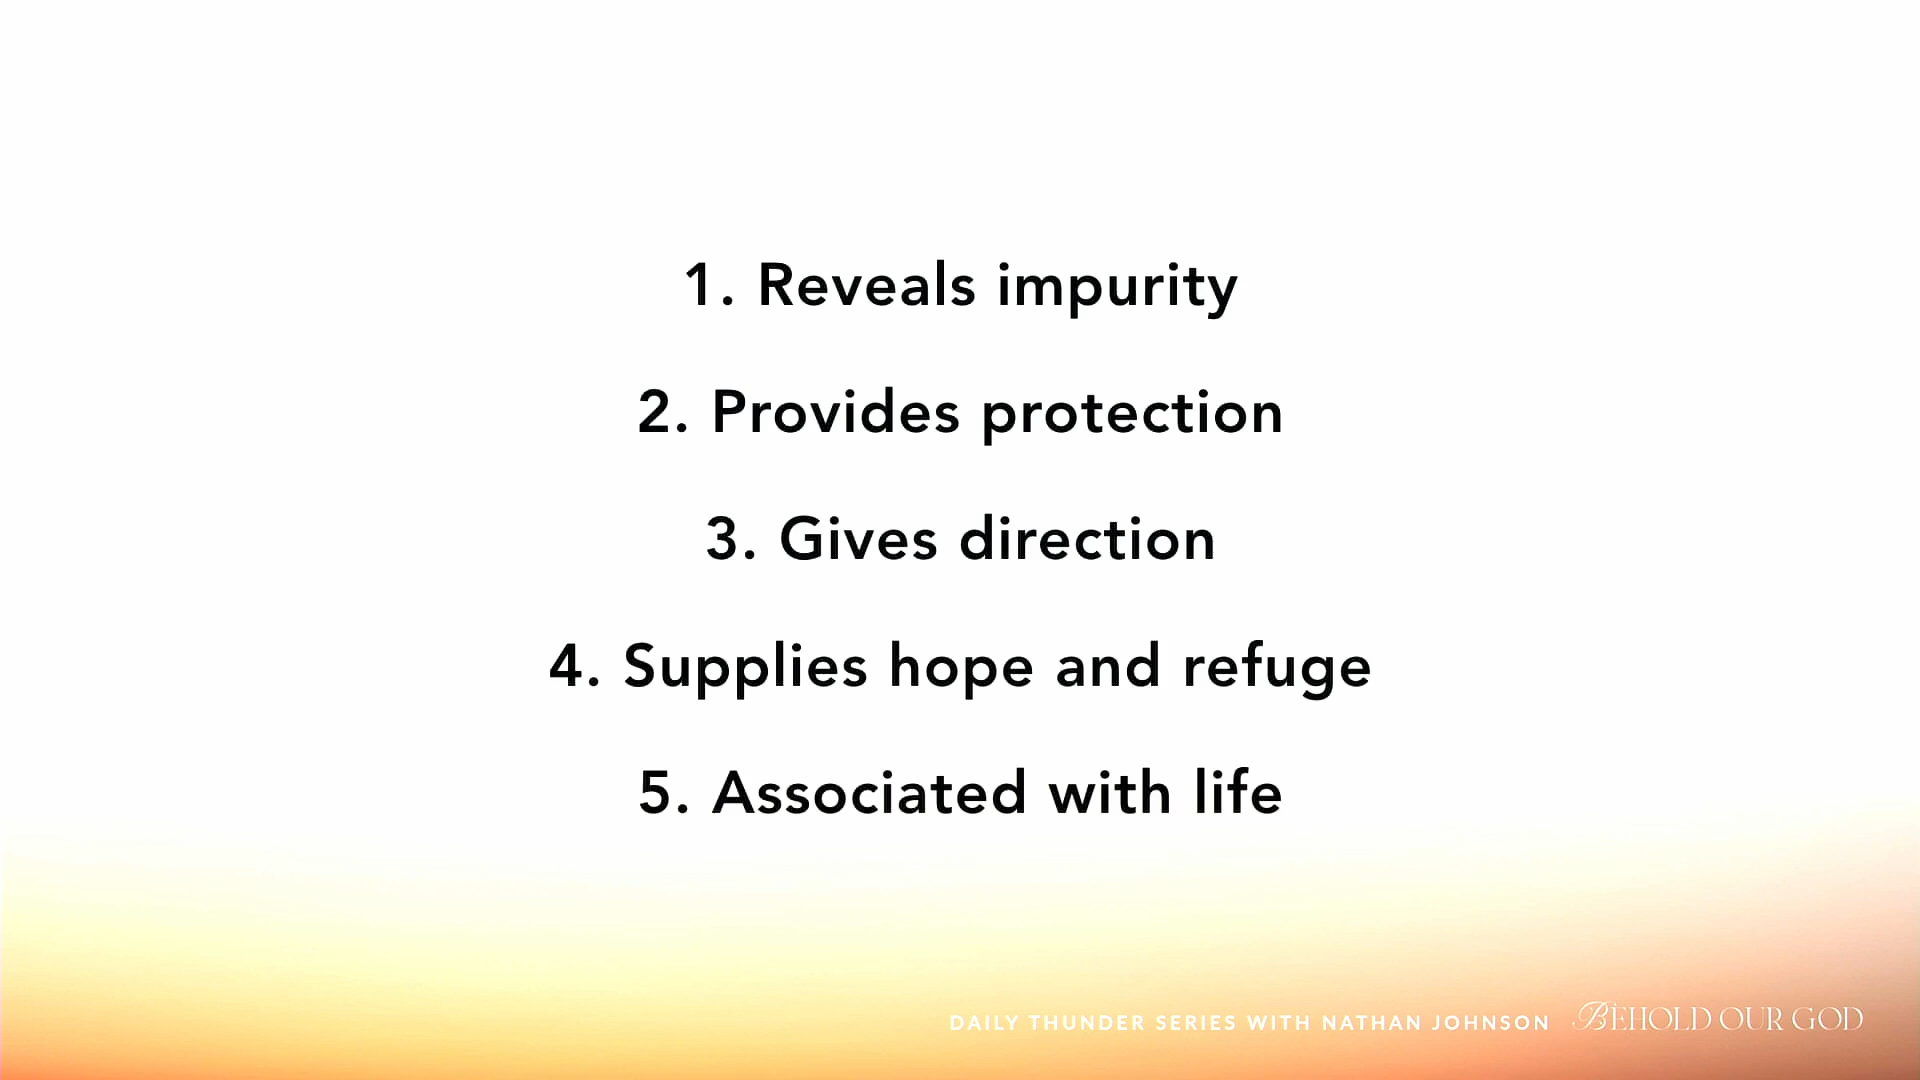 1. Reveals impurity
2. Provides protection
3. Gives direction
4. Supplies hope and refuge
5. Associated with life
DAILY THUNDER SERIES WITH NATHAN JOHNSON BEHOLD OUR GOD